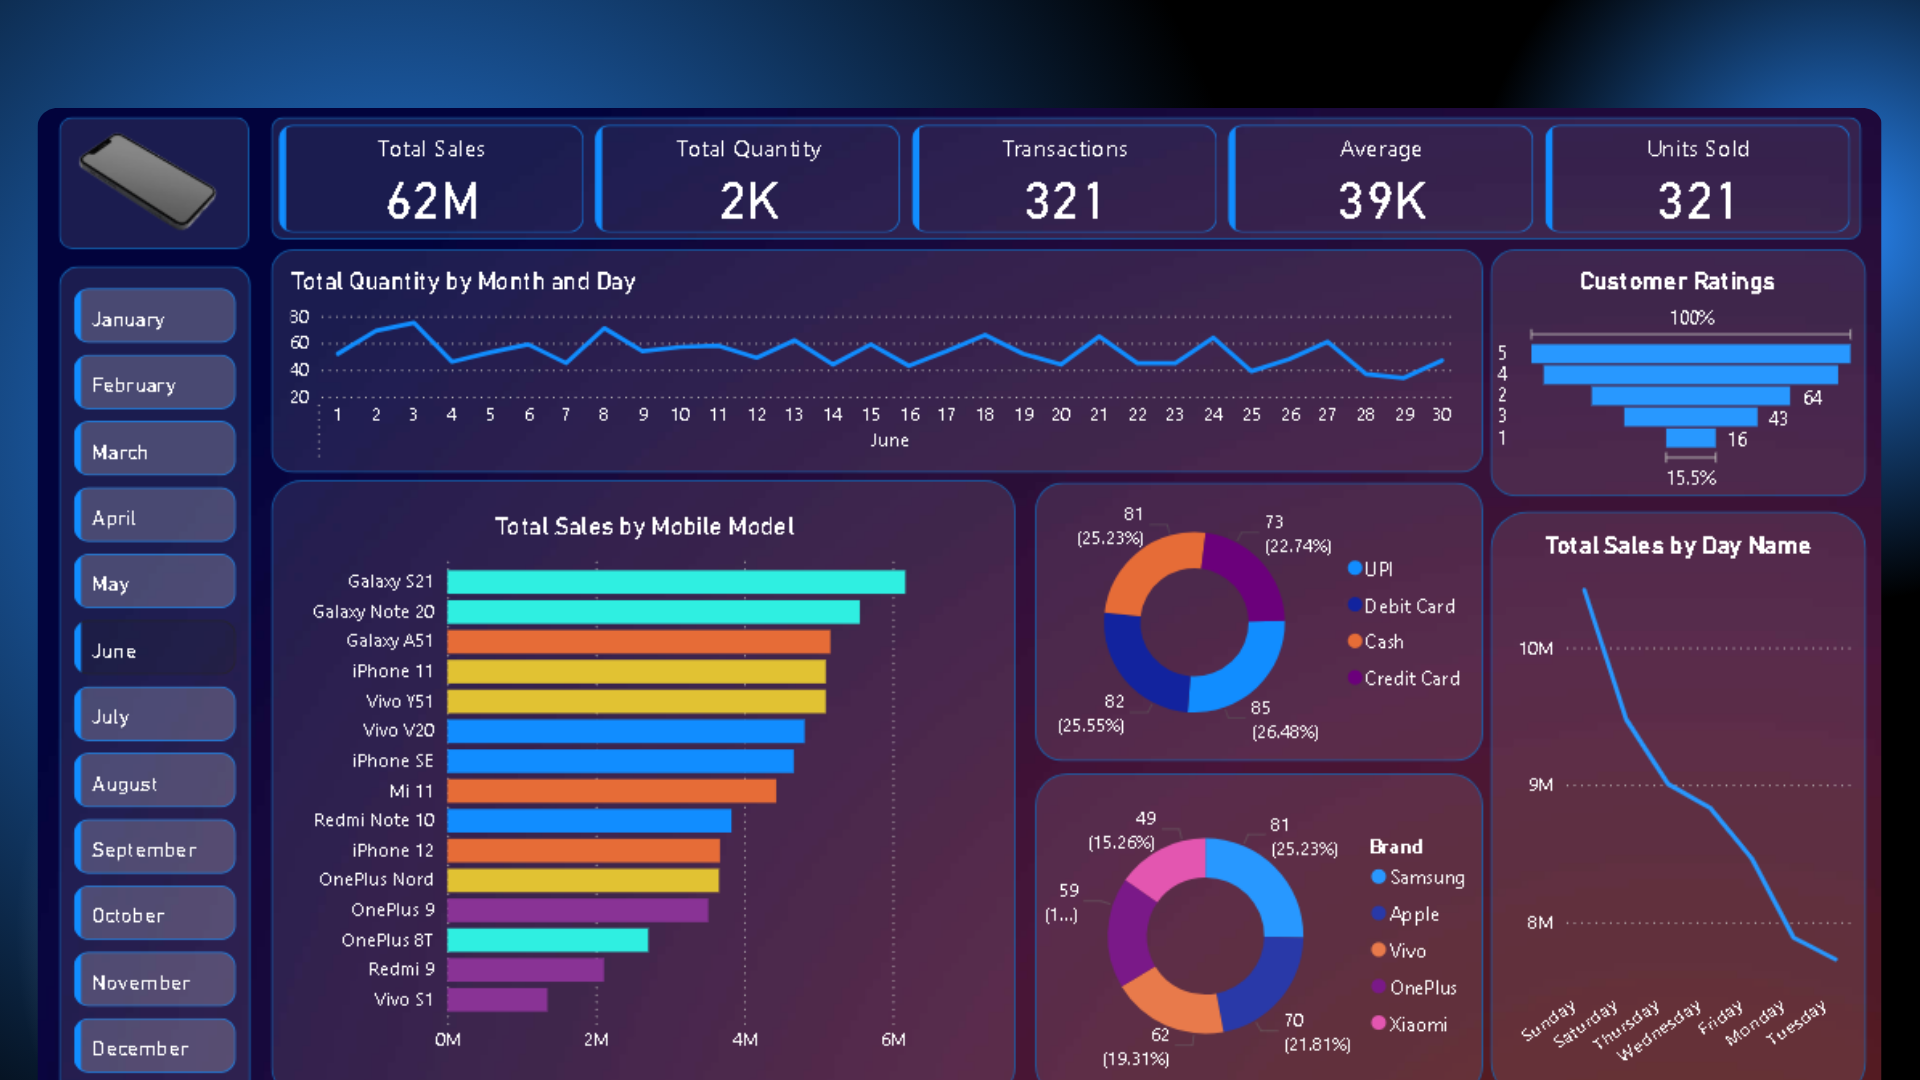 Total Sales
62M
Total Quantity
2K
Transactions
321
Average
39K
Units Sold
321
January
February
March
April
May
June
July
August
September
October
November
December
Total Quantity by Month and Day
80
60
40
20
1 2 3 4 5 6 7 8 9 10 11 12 13 14 15 16 17 18 19 20 21 22 23 24 25 26 27 28 29 30
June
Customer Ratings
100%
5
4
2 64
3 43
1 16
15.5%
Total Sales by Mobile Model
Galaxy S21
Galaxy Note 20
Galaxy A51
iPhone 11
Vivo Y51
Vivo V20
iPhone SE
Mi 11
Redmi Note 10
iPhone 12
OnePlus Nord
OnePlus 9
OnePlus 8T
Redmi 9
Vivo S1
0M 2M 4M 6M
81
(25.23%)
73
(22.74%)
82
(25.55%)
85
(26.48%)
UPI
Debit Card
Cash
Credit Card
49
(15.26%)
81
(25.23%)
59
(1...)
62
(19.31%)
70
(21.81%)
Brand
Samsung
Apple
Vivo
OnePlus
Xiaomi
Total Sales by Day Name
10M
9M
8M
Sunday
Saturday
Thursday
Wednesday
Friday
Monday
Tuesday